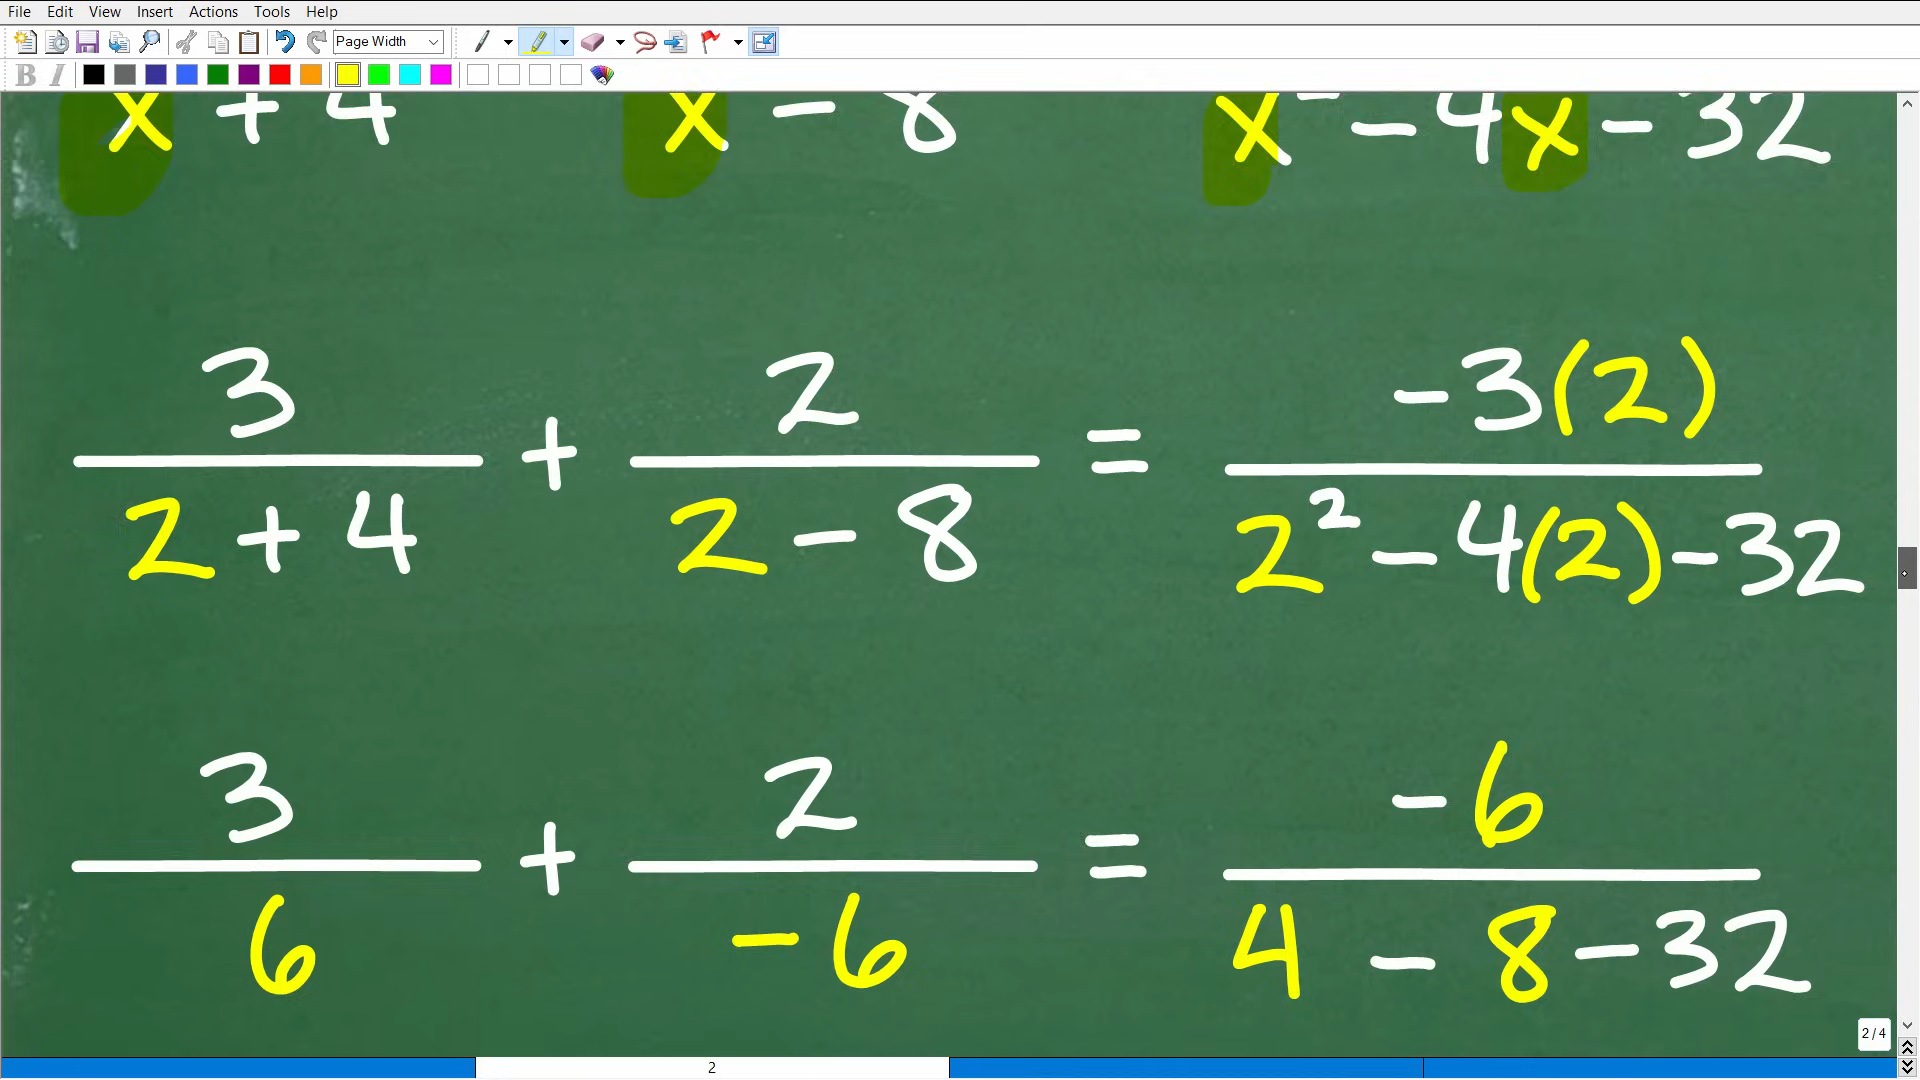 File Edit View Insert Actions Tools Help
Page Width
B I
x + 4 x - 8 x - 4x - 32
3 2 -3(2)
+ =
2 + 4 2 - 8 2² - 4(2) - 32
3 2 -6
+ =
6 -6 4 - 8 - 32
2 / 4
2